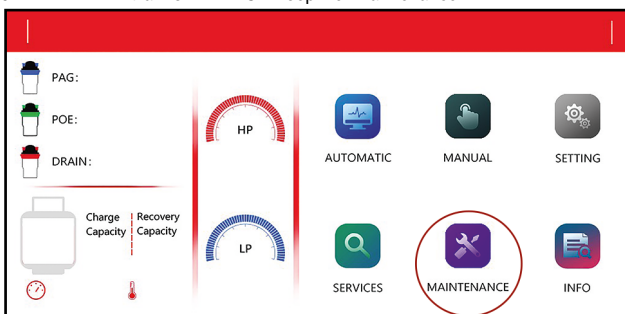 PAG:
POE:
DRAIN:
Charge Capacity
Recovery Capacity
HP
LP
AUTOMATIC
MANUAL
SETTING
SERVICES
MAINTENANCE
INFO